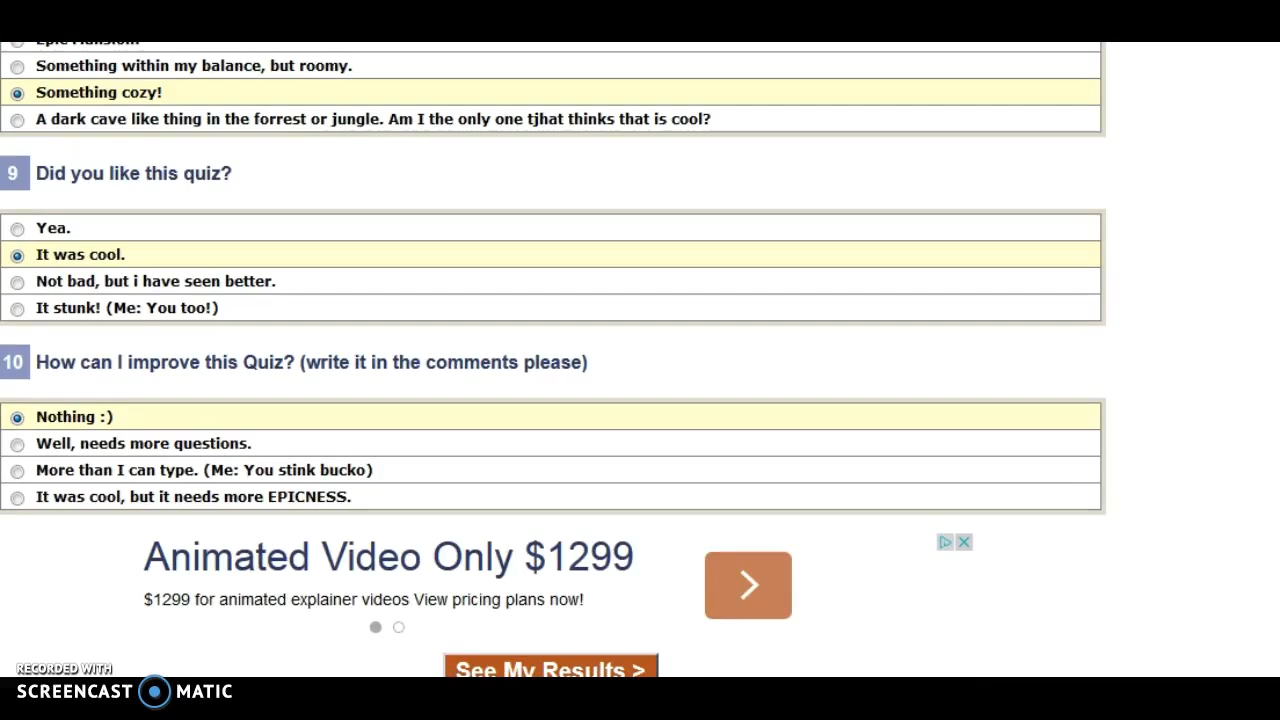 Something within my balance, but roomy.
Something cozy!
A dark cave like thing in the forrest or jungle. Am I the only one tjhat thinks that is cool?
9 Did you like this quiz?
Yea.
It was cool.
Not bad, but i have seen better.
It stunk! (Me: You too!)
10 How can I improve this Quiz? (write it in the comments please)
Nothing :)
Well, needs more questions.
More than I can type. (Me: You stink bucko)
It was cool, but it needs more EPICNESS.
Animated Video Only $1299
$1299 for animated explainer videos View pricing plans now!
See My Results >
RECORDED WITH
SCREENCAST MATIC